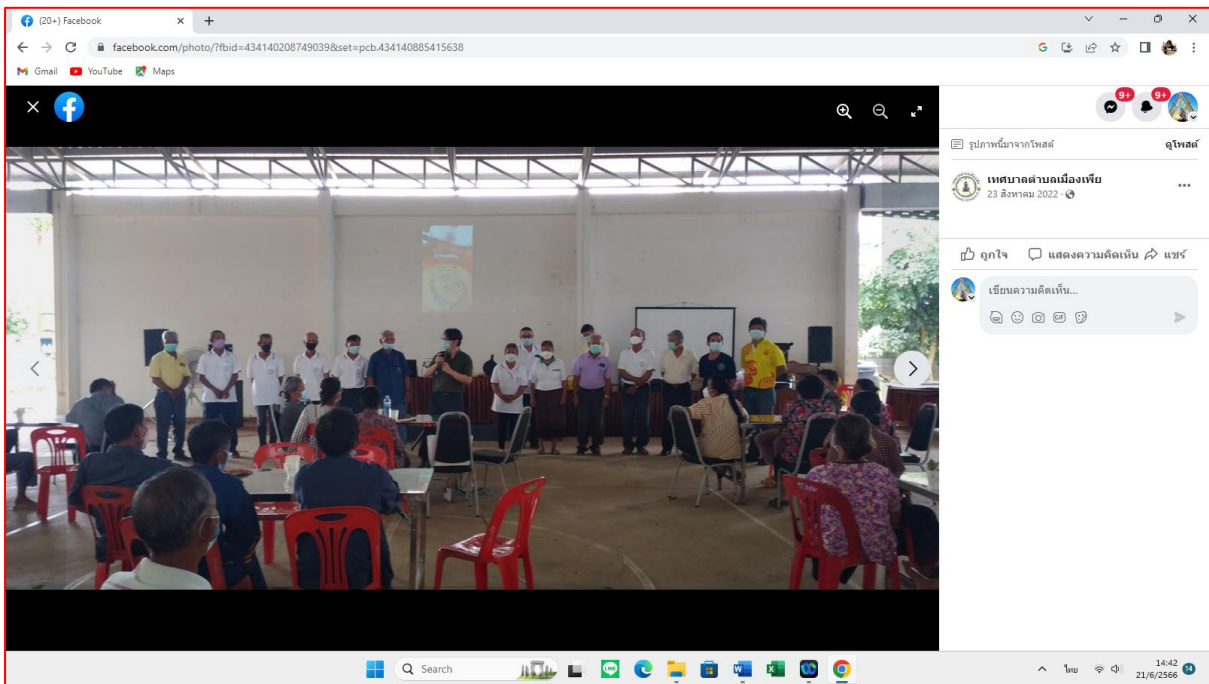 (20+) Facebook
facebook.com/photo/?fbid=434140208749039&set=pcb.434140885415638
Gmail YouTube Maps
9+ 9+
รูปภาพนี้มาจากโพสต์ ดูโพสต์
เทศบาลตำบลเมืองเพีย
23 สิงหาคม 2022 ·
ถูกใจ แสดงความคิดเห็น แชร์
เขียนความคิดเห็น...
GIF
Search
LINE
ไทย
14:42
21/6/2566
14